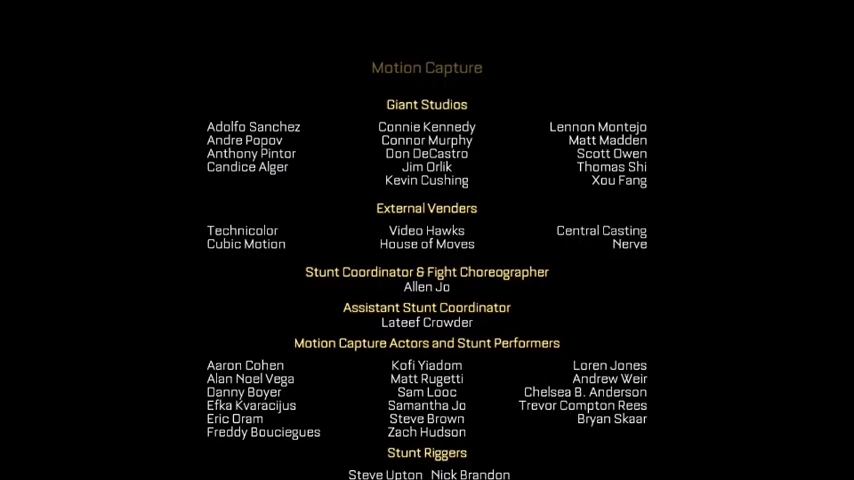 Motion Capture
Giant Studios
Adolfo Sanchez Connie Kennedy Lennon Montejo
Andre Popov Connor Murphy Matt Madden
Anthony Pintor Don DeCastro Scott Owen
Candice Alger Jim Orlik Thomas Shi
Kevin Cushing Xou Fang
External Venders
Technicolor Video Hawks Central Casting
Cubic Motion House of Moves Nerve
Stunt Coordinator & Fight Choreographer
Allen Jo
Assistant Stunt Coordinator
Lateef Crowder
Motion Capture Actors and Stunt Performers
Aaron Cohen Kofi Yiadom Loren Jones
Alan Noel Vega Matt Rugetti Andrew Weir
Danny Boyer Sam Looc Chelsea B. Anderson
Efka Kvaracijus Samantha Jo Trevor Compton Rees
Eric Oram Steve Brown Bryan Skaar
Freddy Bouciegues Zach Hudson
Stunt Riggers
Steve Upton Nick Brandon